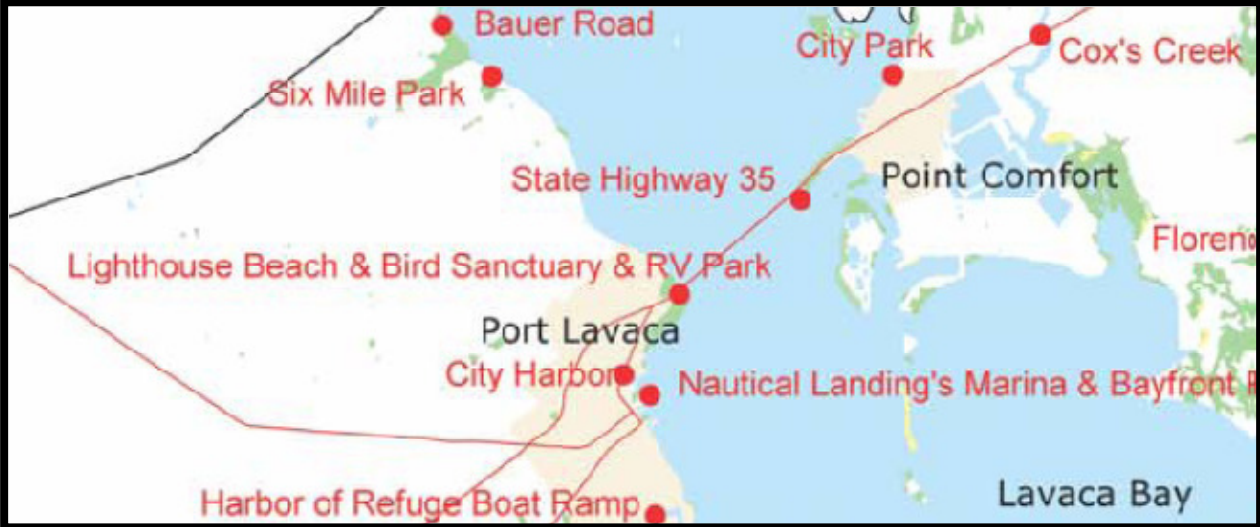 Bauer Road
City Park
Cox's Creek
Six Mile Park
State Highway 35
Point Comfort
Lighthouse Beach & Bird Sanctuary & RV Park
Port Lavaca
City Harbor
Nautical Landing's Marina & Bayfront
Lavaca Bay
Harbor of Refuge Boat Ramp